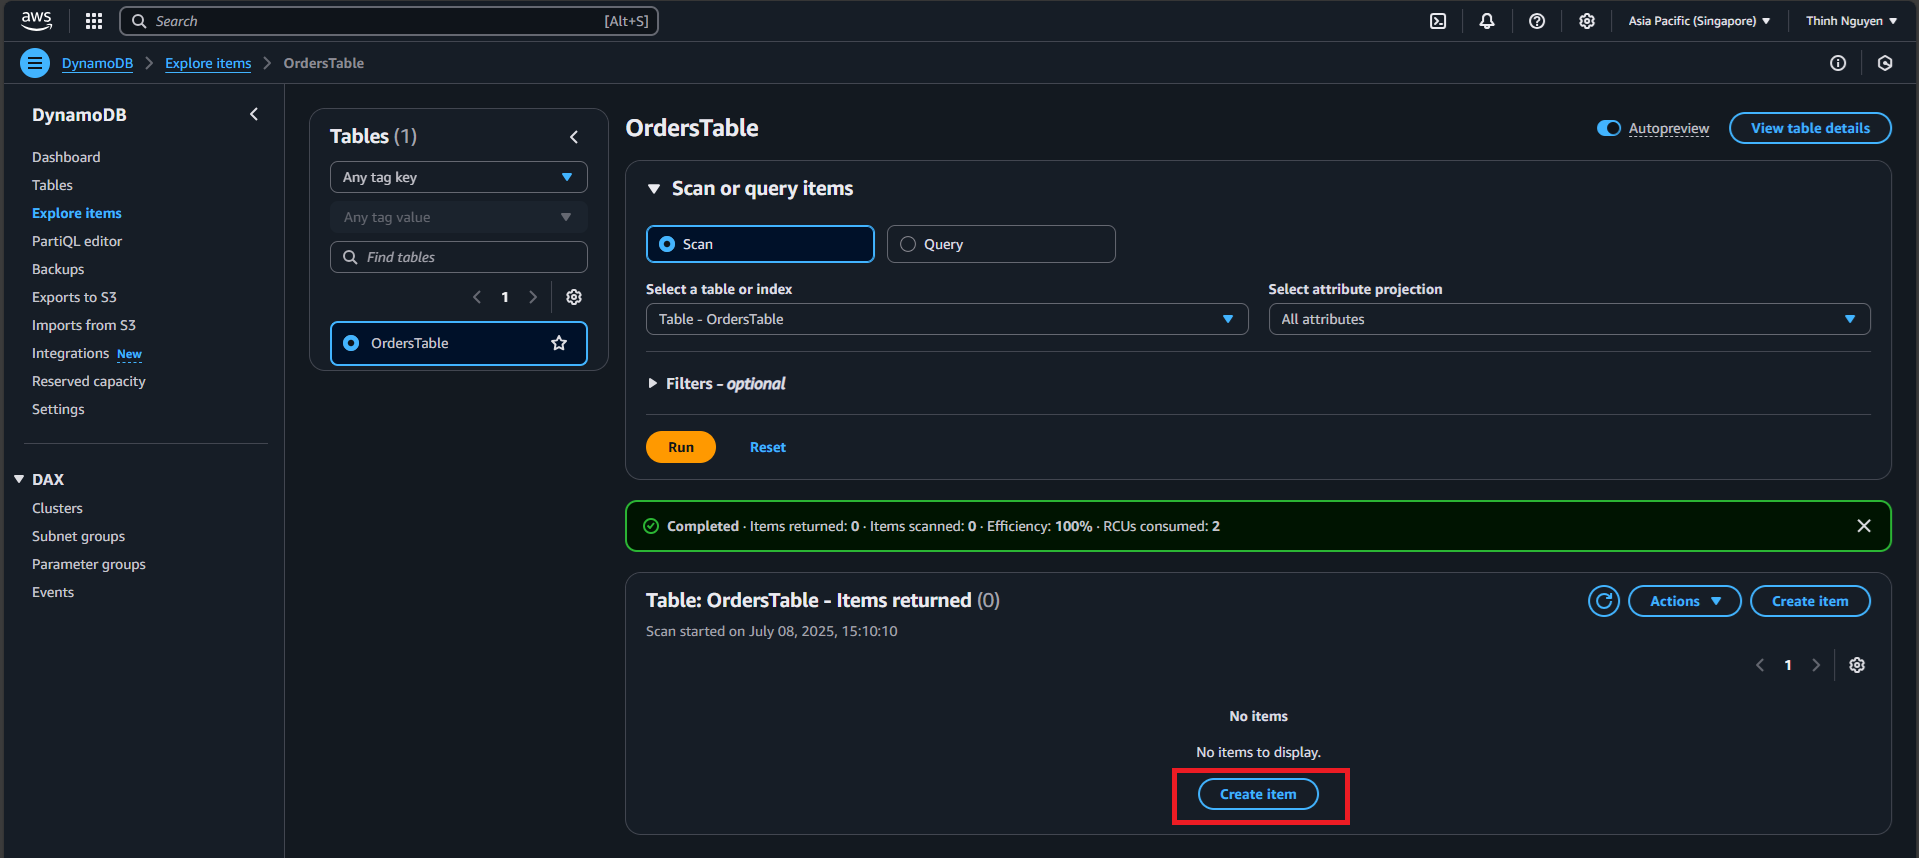 aws
Search [Alt+S]
Asia Pacific (Singapore)
Thinh Nguyen
DynamoDB
Explore items
OrdersTable
DynamoDB
Dashboard
Tables
Explore items
PartiQL editor
Backups
Exports to S3
Imports from S3
Integrations New
Reserved capacity
Settings
DAX
Clusters
Subnet groups
Parameter groups
Events
Tables (1)
Any tag key
Any tag value
Find tables
1
OrdersTable
OrdersTable
Autopreview
View table details
Scan or query items
Scan
Query
Select a table or index
Table - OrdersTable
Select attribute projection
All attributes
Filters - optional
Run
Reset
Completed · Items returned: 0 · Items scanned: 0 · Efficiency: 100% · RCUs consumed: 2
Table: OrdersTable - Items returned (0)
Scan started on July 08, 2025, 15:10:10
Actions
Create item
1
No items
No items to display.
Create item